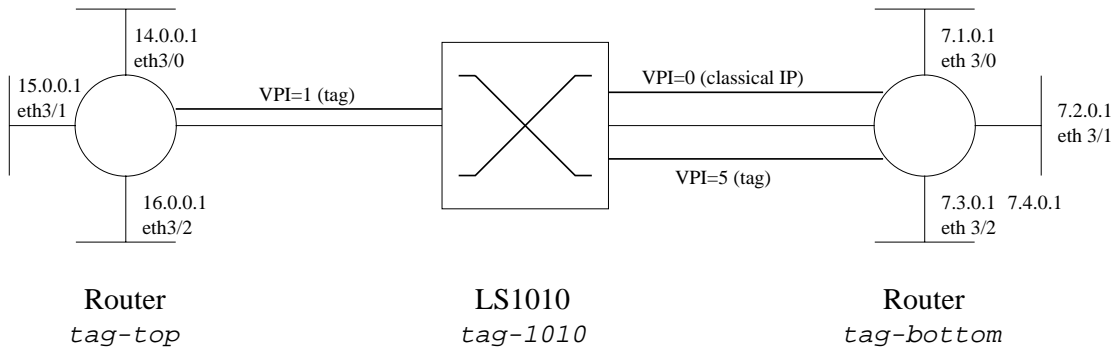 14.0.0.1
eth3/0
15.0.0.1
eth3/1
16.0.0.1
eth3/2
VPI=1 (tag)
VPI=0 (classical IP)
VPI=5 (tag)
7.1.0.1
eth 3/0
7.2.0.1
eth 3/1
7.3.0.1 7.4.0.1
eth 3/2
Router
tag-top
LS1010
tag-1010
Router
tag-bottom